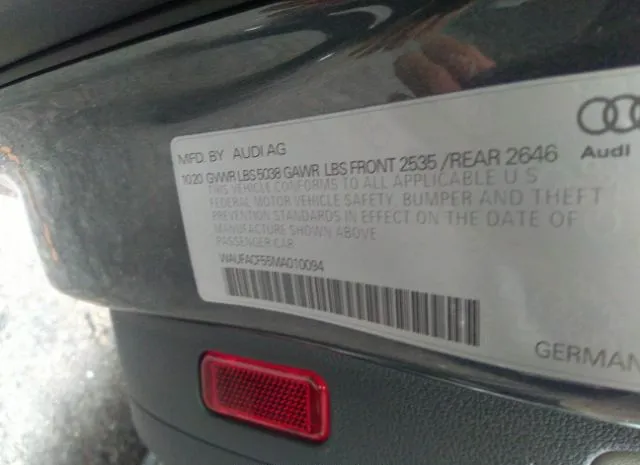 MFD. BY AUDI AG
10.20 GVWR LBS 5038 GAWR LBS FRONT 2535 /REAR 2646
THIS VEHICLE CONFORMS TO ALL APPLICABLE U S
FEDERAL MOTOR VEHICLE SAFETY, BUMPER AND THEFT
PREVENTION STANDARDS IN EFFECT ON THE DATE OF
MANUFACTURE SHOWN ABOVE
PASSENGER CAR
WAUFACF55MA010094
Audi
GERMAN